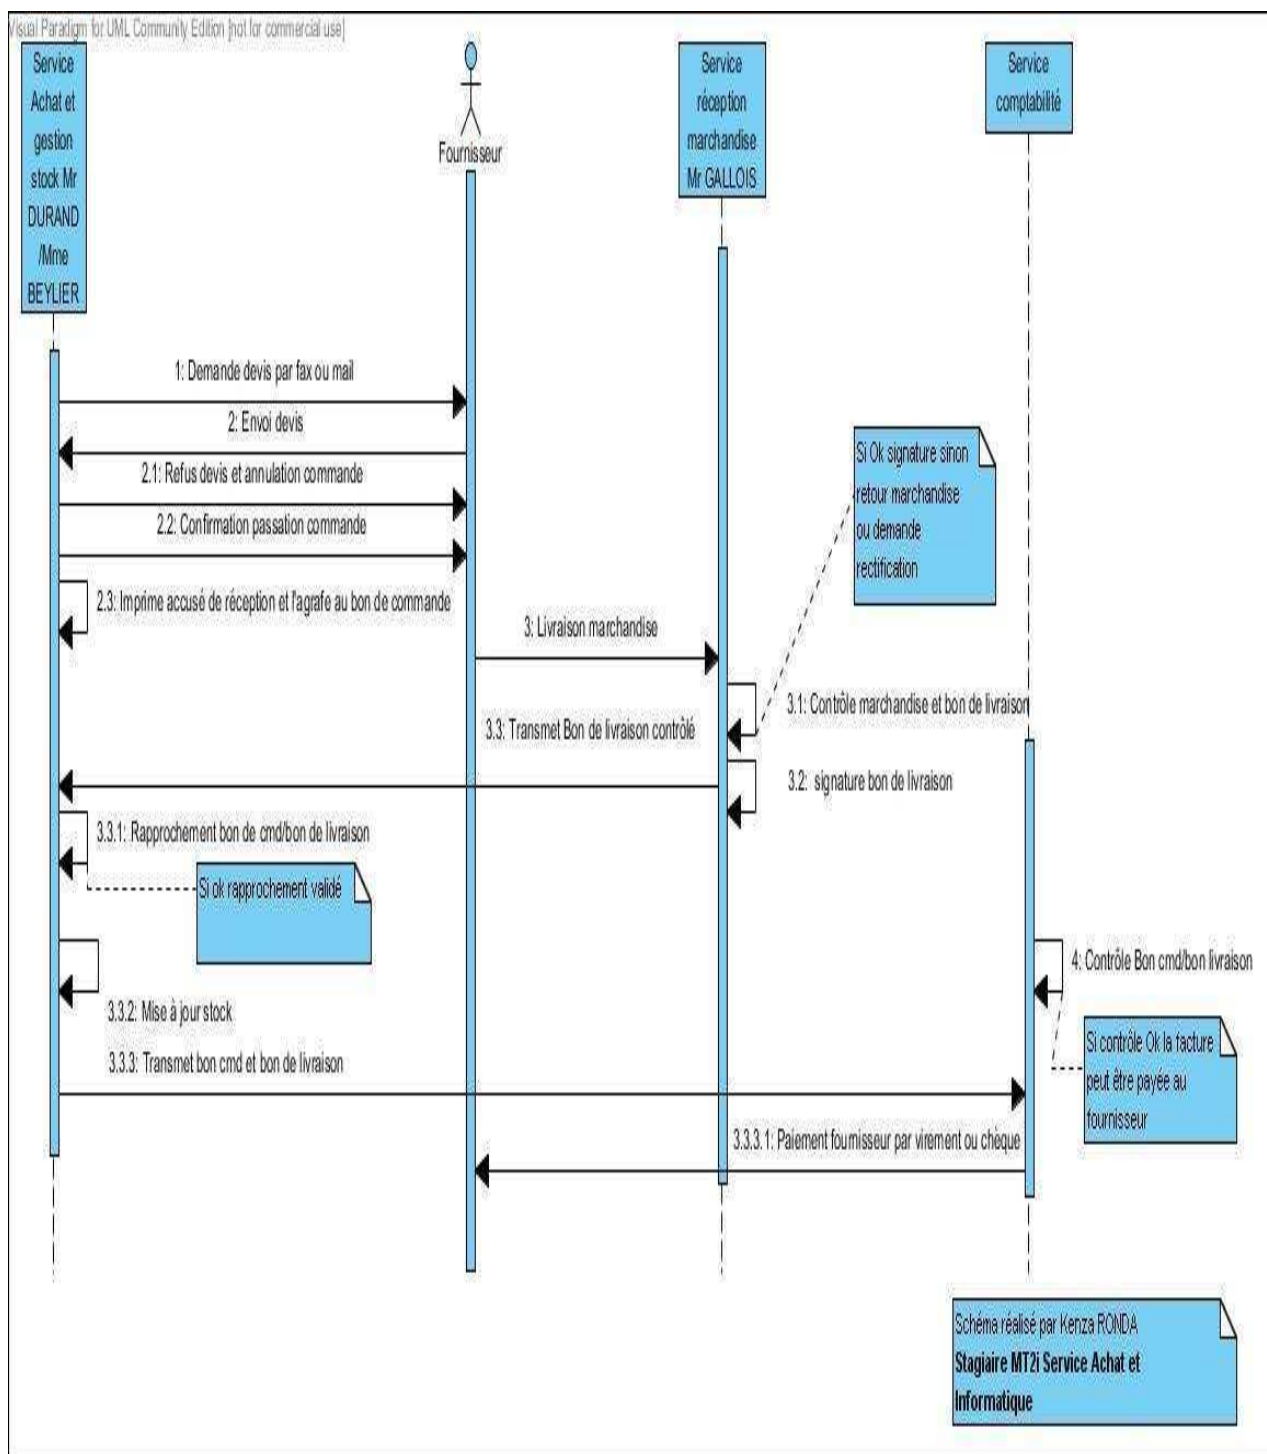 Visual Paradigm for UML Community Edition [not for commercial use]
Service
Achat et
gestion
stock Mr
DURAND
/Mme
BEYLIER
Fournisseur
Service
réception
marchandise
Mr GALLOIS
Service
comptabilité
1: Demande devis par fax ou mail
2: Envoi devis
2.1: Refus devis et annulation commande
2.2: Confirmation passation commande
2.3: Imprime accusé de réception et l'agrafe au bon de commande
Si Ok signature sinon
retour marchandise
ou demande
rectification
3: Livraison marchandise
3.1: Contrôle marchandise et bon de livraison
3.3: Transmet Bon de livraison contrôlé
3.2: signature bon de livraison
3.3.1: Rapprochement bon de cmd/bon de livraison
Si ok rapprochement validé
4: Contrôle Bon cmd/bon livraison
3.3.2: Mise à jour stock
Si contrôle Ok la facture
peut être payée au
fournisseur
3.3.3: Transmet bon cmd et bon de livraison
3.3.3.1: Paiement fournisseur par virement ou chèque
Schéma réalisé par Kenza RONDA
Stagiaire MT2i Service Achat et
Informatique